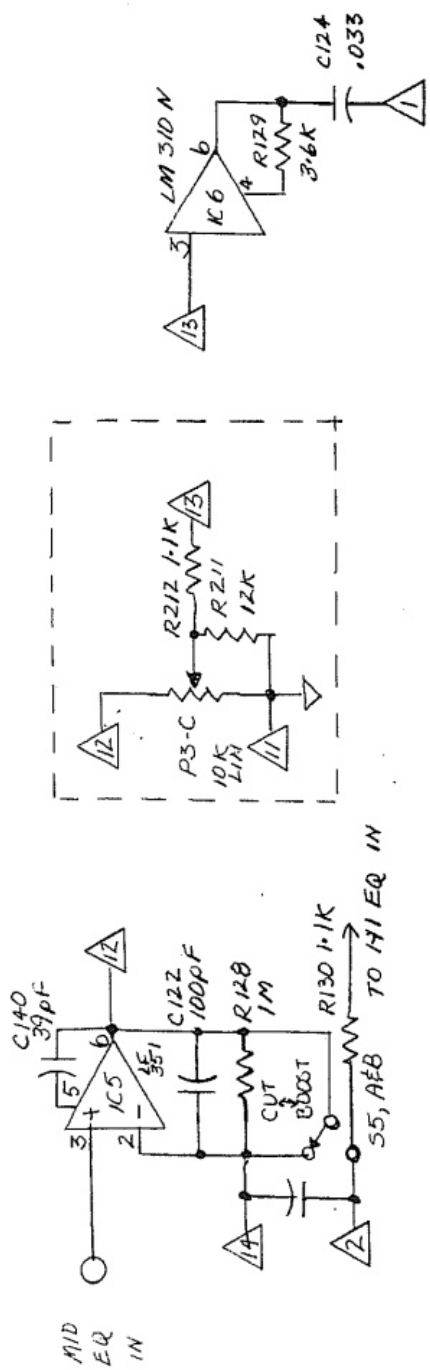 MID
EQ
IN
3
+
2
-
5
6
IC5
LF
351
C140
39pF
12
C122
100pF
R128
1M
CUT
BOOST
14
2
R130 1.1K
S5, A&B TO HI EQ IN
12
P3-C
10K
LIN
11
R212 1.1K
R211
12K
13
13
3
LM 310 N
IC6
6
4
R129
3.6K
C124
.033
1